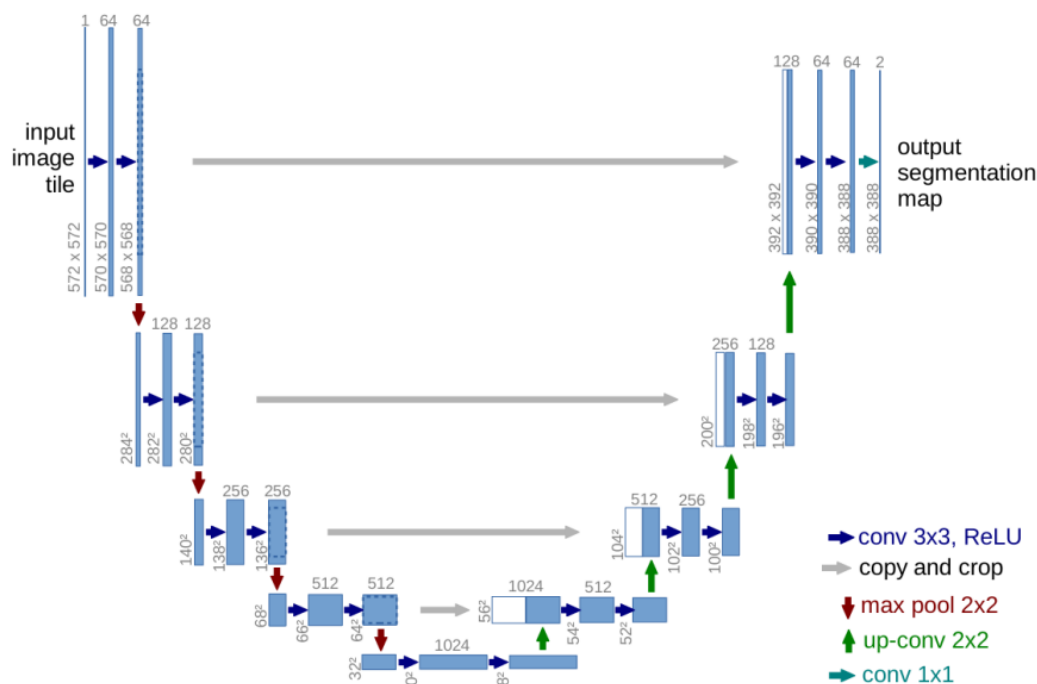 1 64 64
input
image
tile
572 x 572
570 x 570
568 x 568
128 64 64 2
output
segmentation
map
392 x 392
390 x 390
388 x 388
388 x 388
128 128
284²
282²
280²
256 128
200²
198²
196²
256 256
140²
138²
136²
512 256
104²
102²
100²
512 512
68²
66²
64²
1024 512
56²
54²
52²
1024
32²
conv 3x3, ReLU
copy and crop
max pool 2x2
up-conv 2x2
conv 1x1